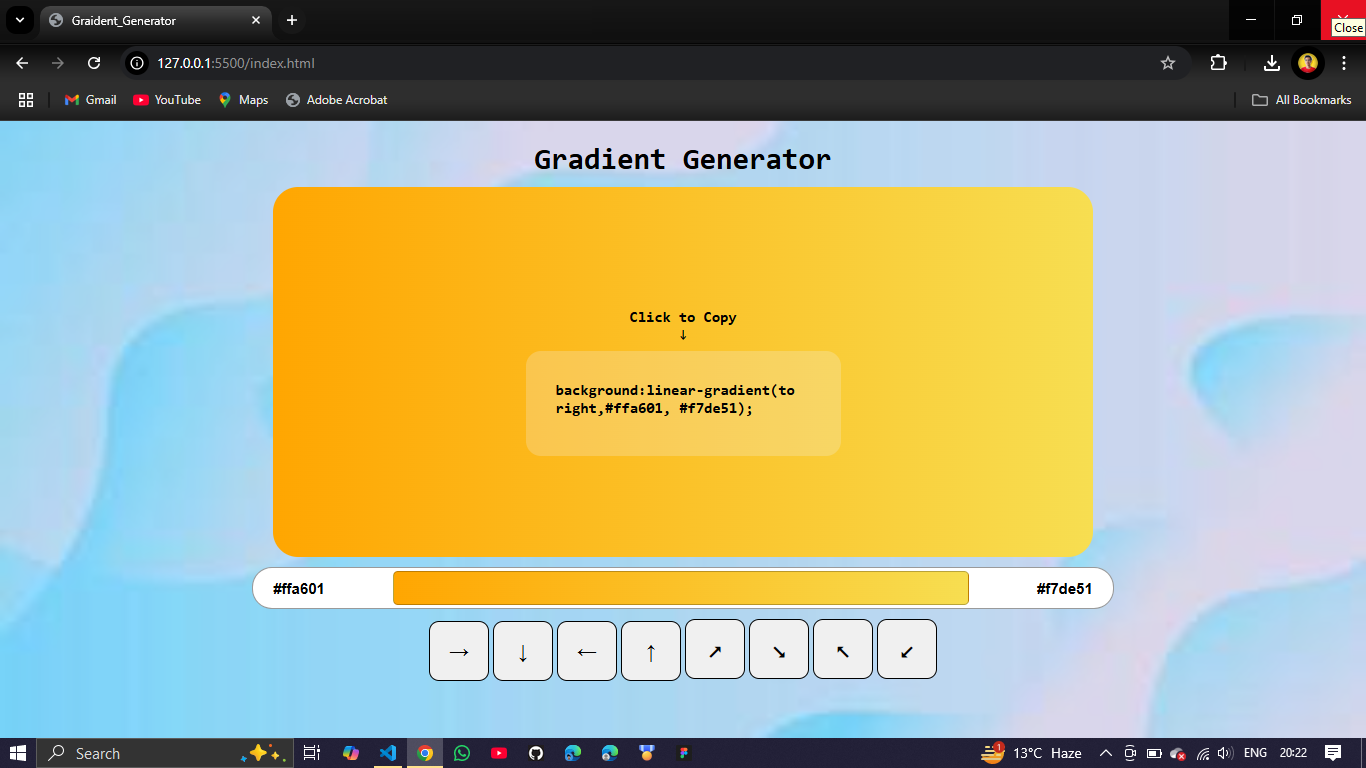 Graident_Generator
Close
127.0.0.1:5500/index.html
Gmail
YouTube
Maps
Adobe Acrobat
All Bookmarks
Gradient Generator
Click to Copy
↓
background:linear-gradient(to
right,#ffa601, #f7de51);
#ffa601
#f7de51
→ ↓ ← ↑ ↗ ↘ ↖ ↙
Search
1
13°C Haze
ENG
20:22